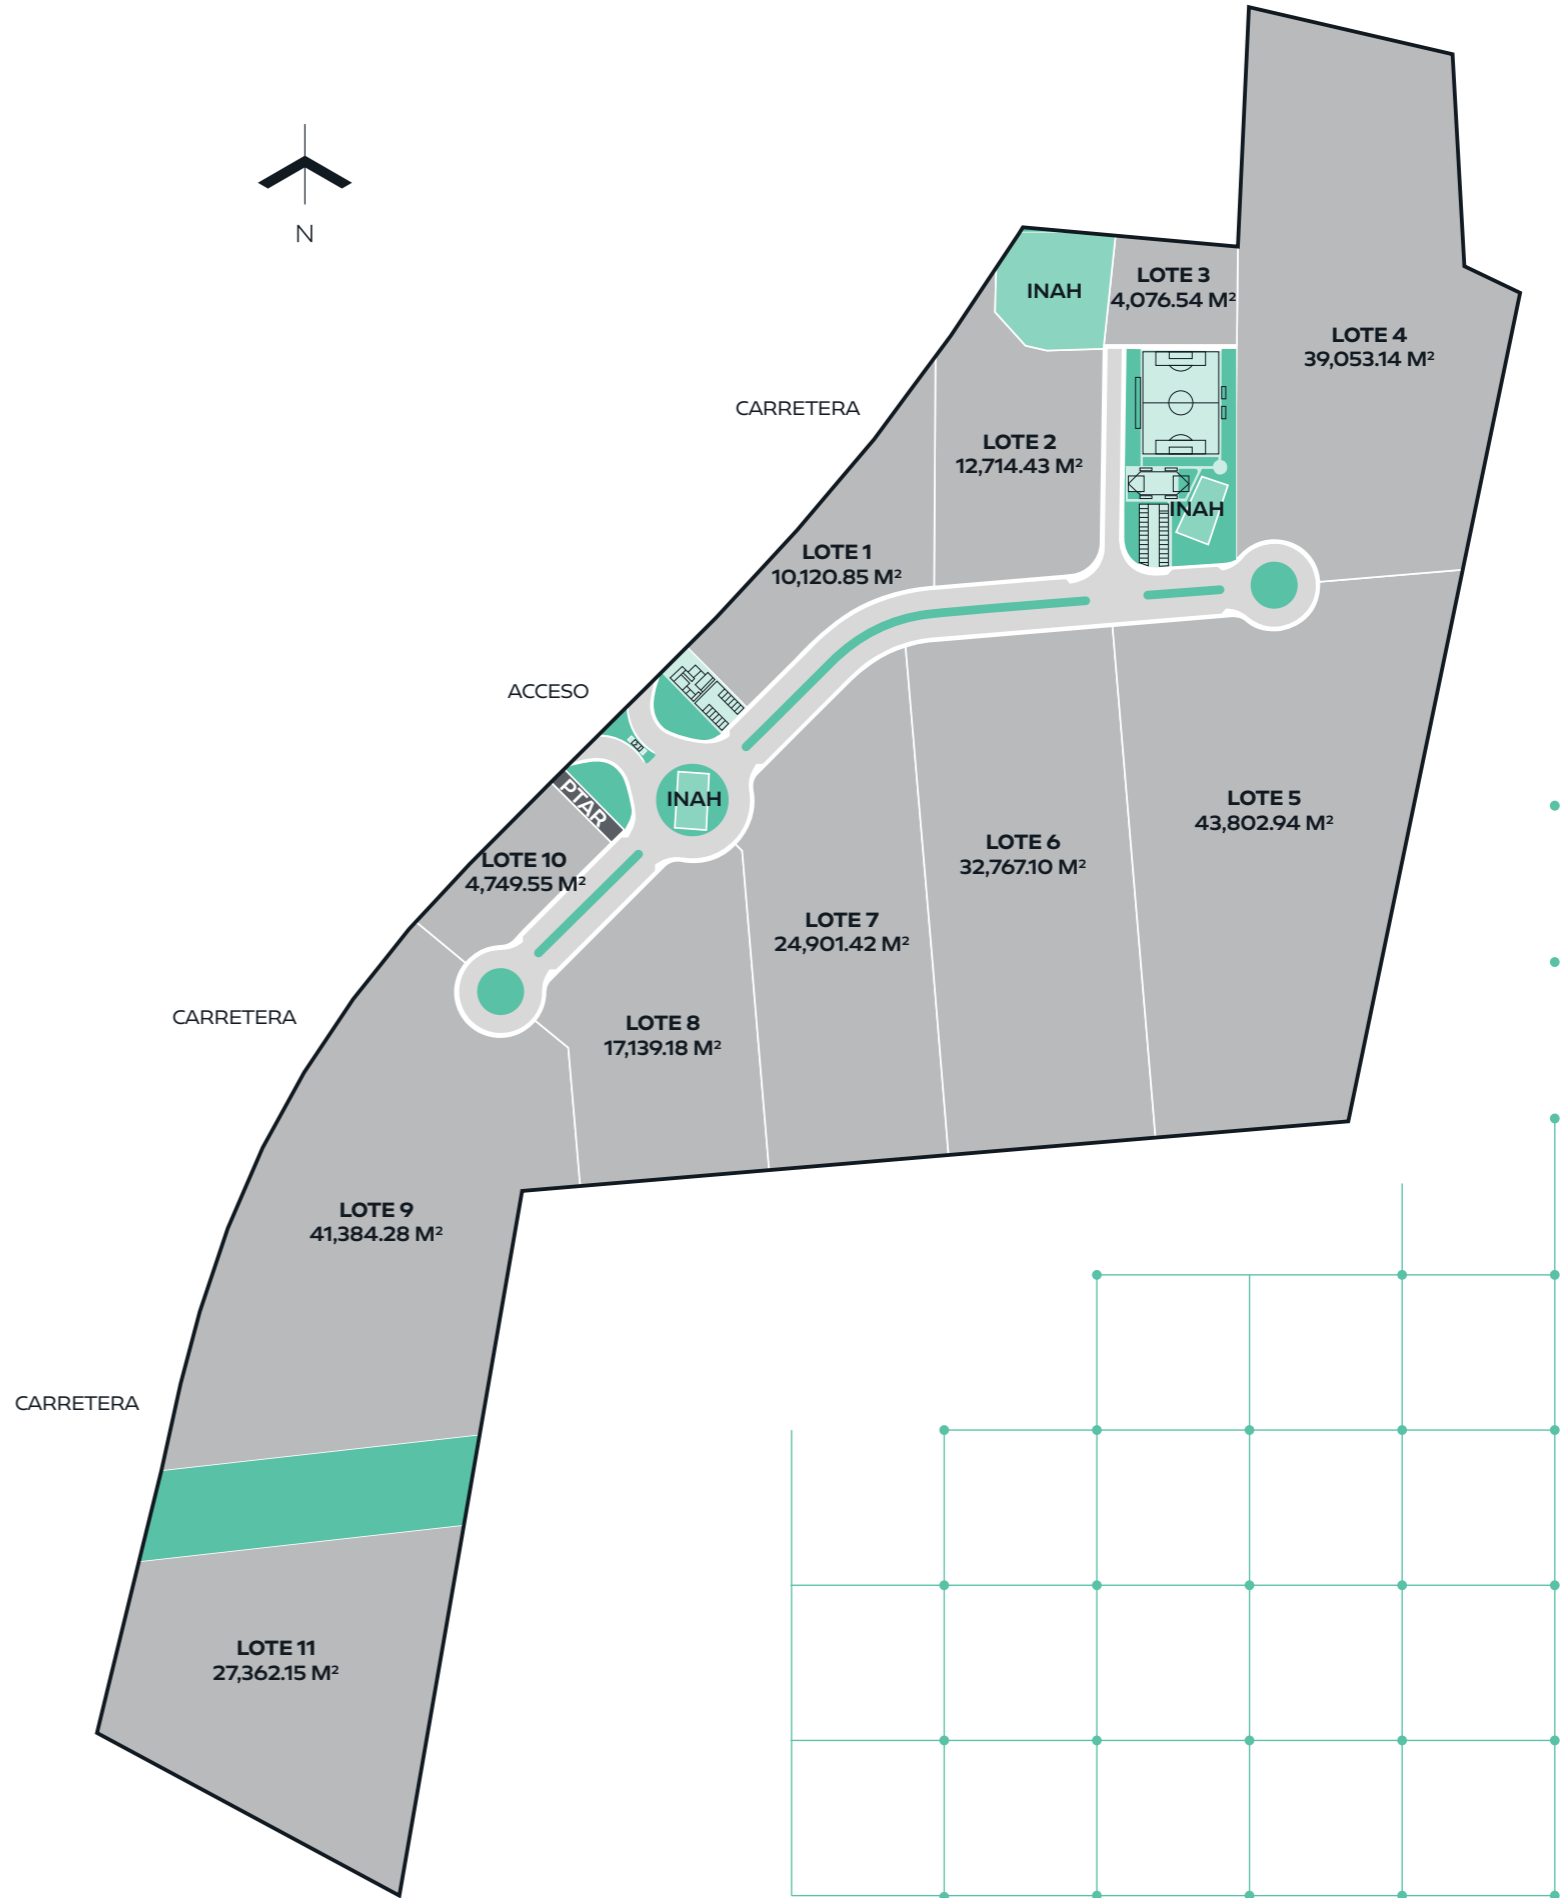 N
INAH
LOTE 3
4,076.54 M²
LOTE 4
39,053.14 M²
CARRETERA
LOTE 2
12,714.43 M²
INAH
LOTE 1
10,120.85 M²
ACCESO
PTAR
INAH
LOTE 5
43,802.94 M²
LOTE 6
32,767.10 M²
LOTE 10
4,749.55 M²
LOTE 7
24,901.42 M²
CARRETERA
LOTE 8
17,139.18 M²
LOTE 9
41,384.28 M²
CARRETERA
LOTE 11
27,362.15 M²